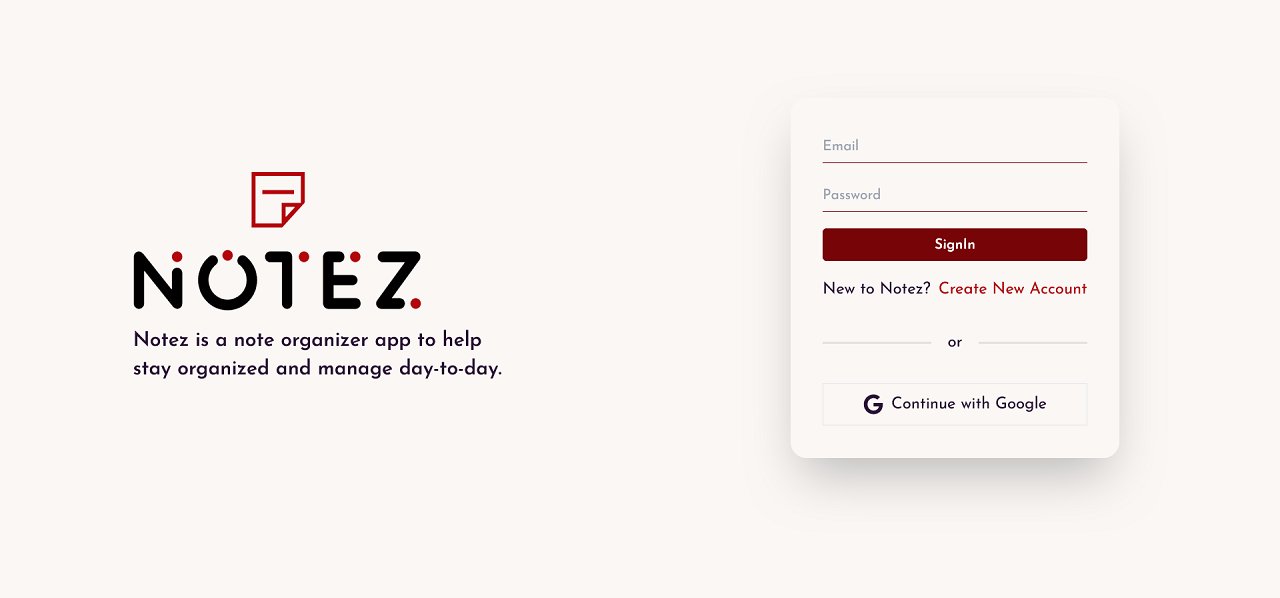 NOTEZ.
Notez is a note organizer app to help
stay organized and manage day-to-day.
Email
Password
SignIn
New to Notez? Create New Account
or
Continue with Google